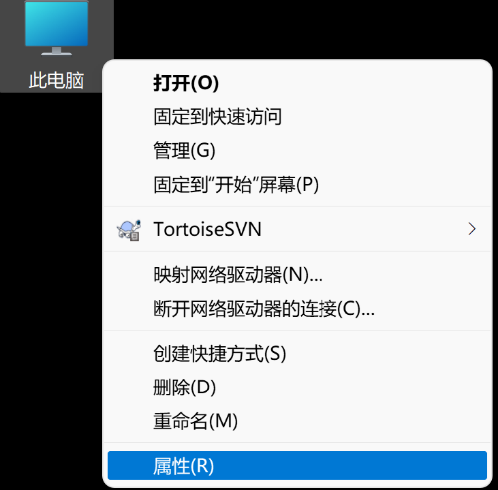 此电脑
打开(O)
固定到快速访问
管理(G)
固定到“开始”屏幕(P)
TortoiseSVN
映射网络驱动器(N)...
断开网络驱动器的连接(C)...
创建快捷方式(S)
删除(D)
重命名(M)
属性(R)